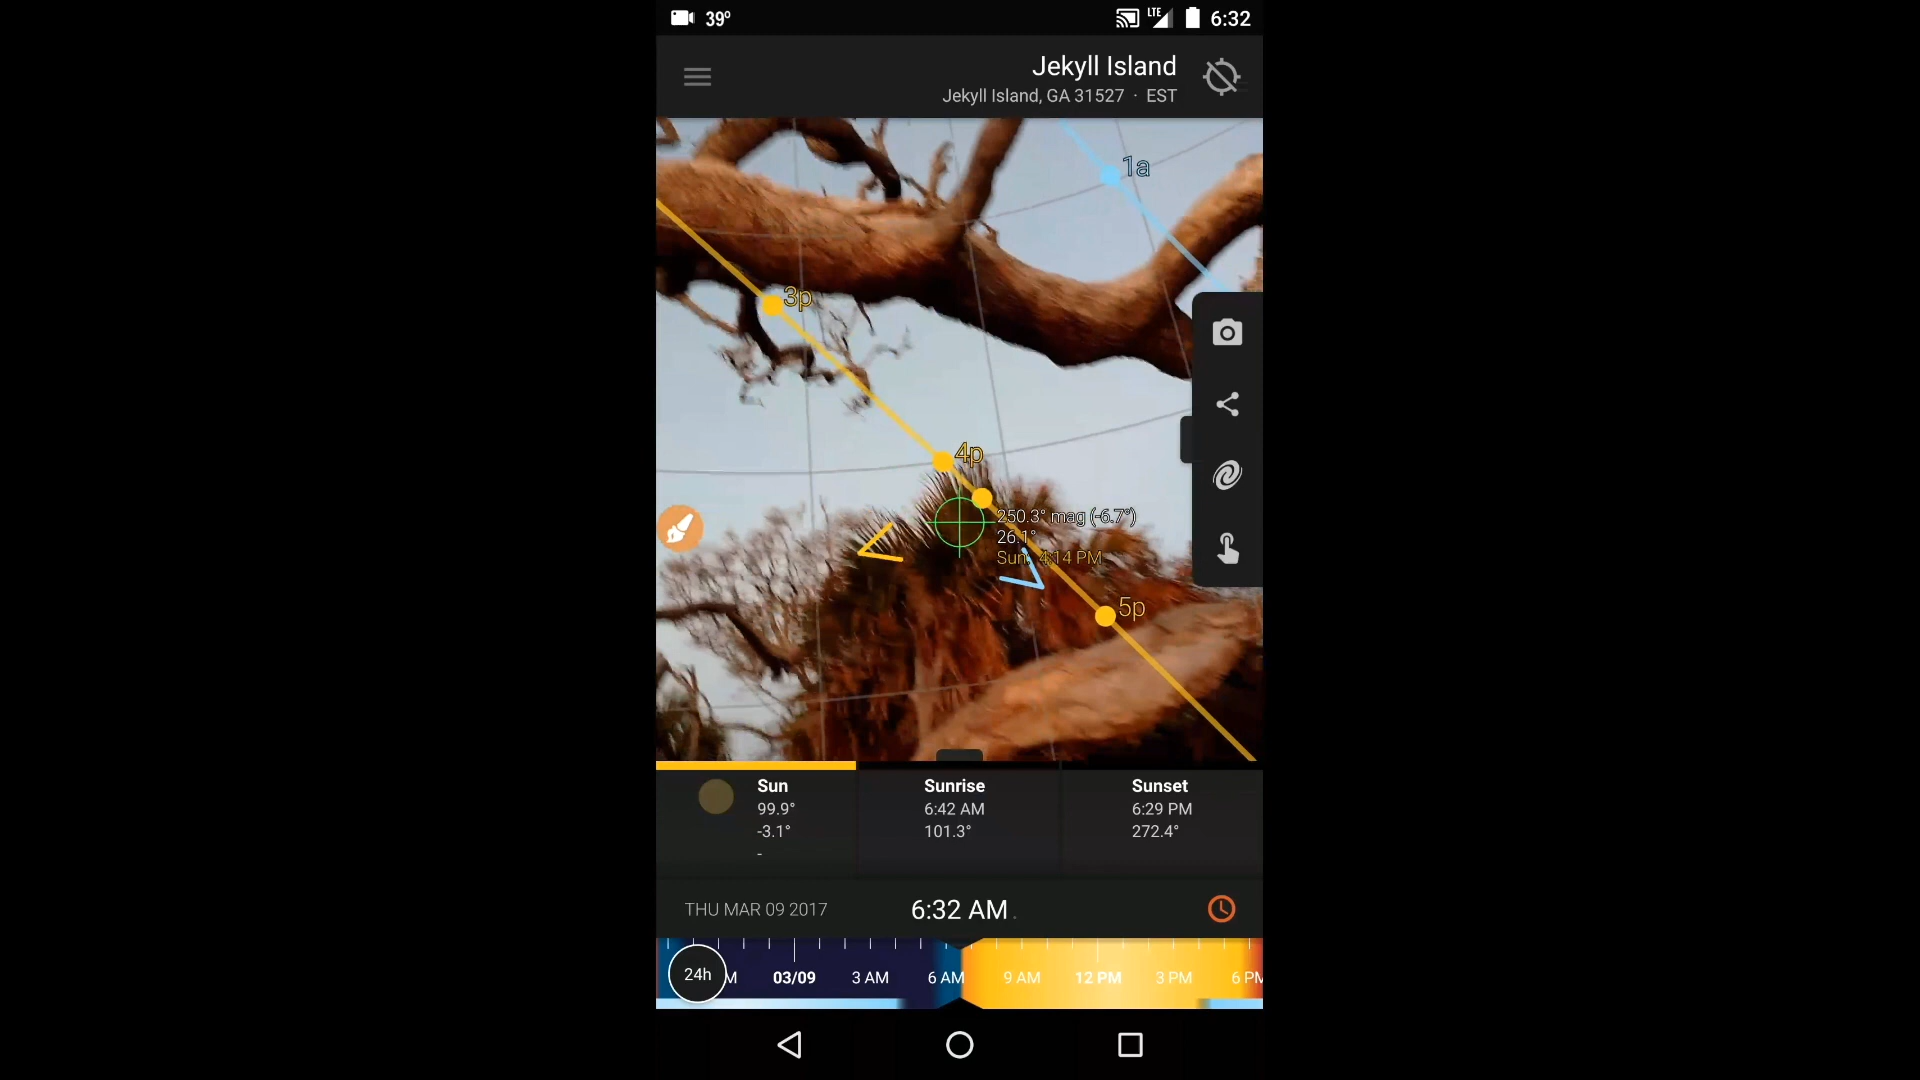 39°
LTE
6:32
Jekyll Island
Jekyll Island, GA 31527 · EST
1a
3p
4p
250.3° mag (-6.7°)
26.1°
Sun: 4:14 PM
5p
Sun
99.9°
-3.1°
-
Sunrise
6:42 AM
101.3°
Sunset
6:29 PM
272.4°
THU MAR 09 2017
6:32 AM
24h
03/09
3 AM
6 AM
9 AM
12 PM
3 PM
6 PM